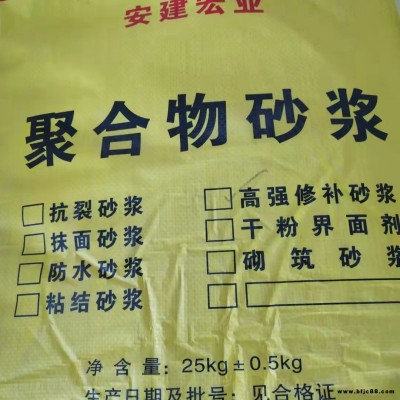 安建宏业
聚合物砂浆
抗裂砂浆
抹面砂浆
防水砂浆
粘结砂浆
高强修补砂浆
干粉界面剂
砌筑砂浆
净含量：25kg±0.5kg
生产日期及批号：见合格证
www.bfjc88.com